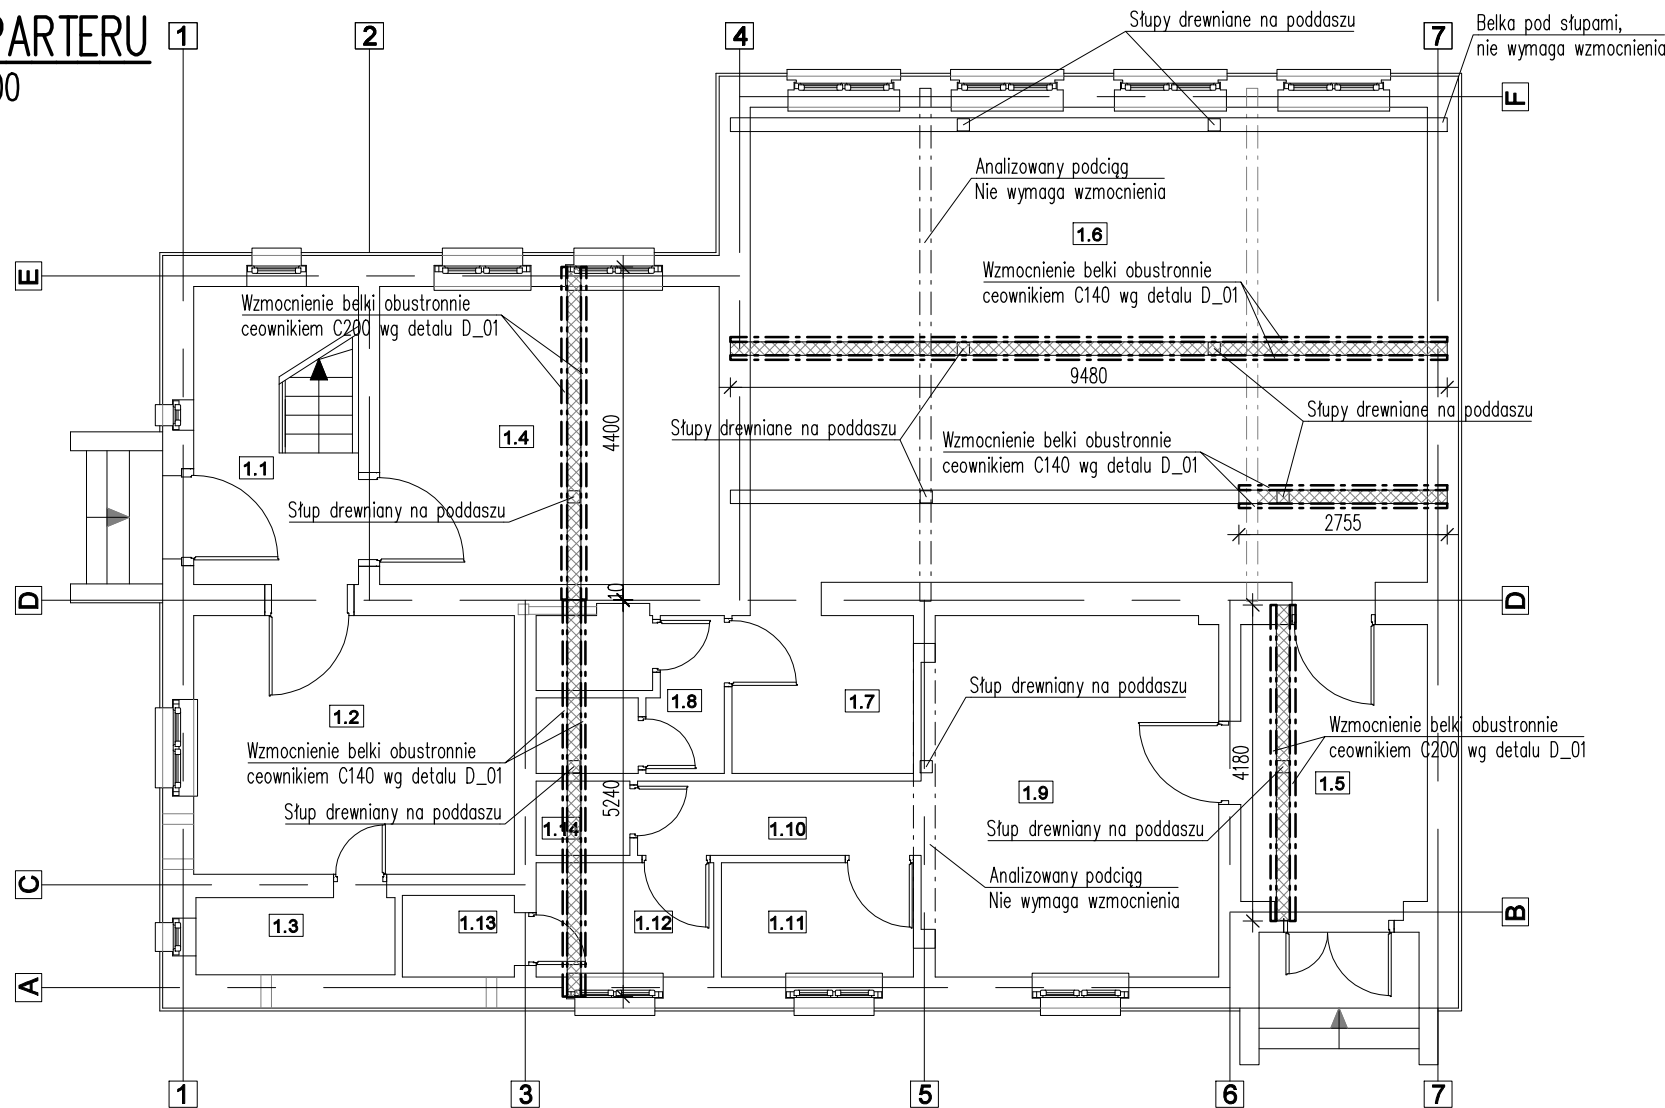 PARTERU
00
1
2
4
7
Słupy drewniane na poddaszu
Belka pod słupami,
nie wymaga wzmocnienia
F
Analizowany podciąg
Nie wymaga wzmocnienia
1.6
E
Wzmocnienie belki obustronnie
ceownikiem C140 wg detalu D_01
Wzmocnienie belki obustronnie
ceownikiem C200 wg detalu D_01
9480
Słupy drewniane na poddaszu
Słupy drewniane na poddaszu
4400
1.4
1.1
Wzmocnienie belki obustronnie
ceownikiem C140 wg detalu D_01
Słup drewniany na poddaszu
2755
10
D
D
Słup drewniany na poddaszu
1.8
1.7
1.2
Wzmocnienie belki obustronnie
ceownikiem C200 wg detalu D_01
Wzmocnienie belki obustronnie
ceownikiem C140 wg detalu D_01
4180
1.5
1.9
5240
Słup drewniany na poddaszu
1.14
1.10
Słup drewniany na poddaszu
Analizowany podciąg
Nie wymaga wzmocnienia
C
B
1.3
1.13
1.12
1.11
A
1
3
5
6
7